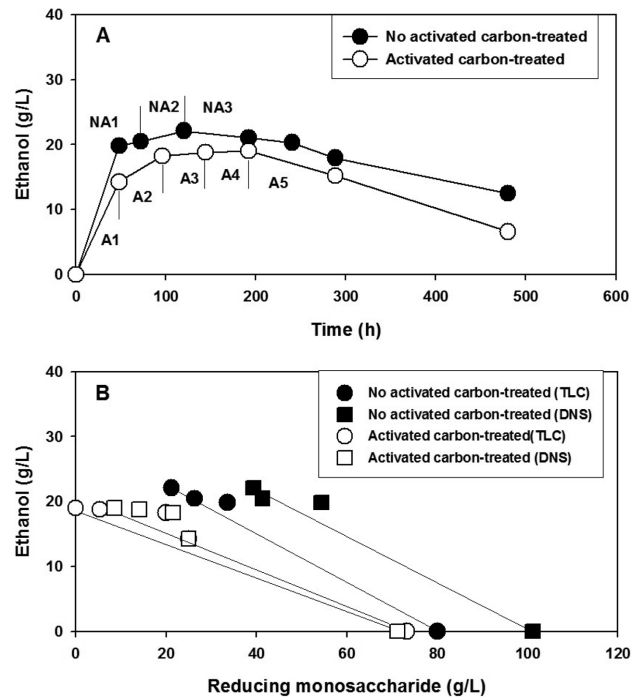 A
No activated carbon-treated
Activated carbon-treated
Ethanol (g/L)
40
30
20
10
0
NA1
NA2
NA3
A1
A2
A3
A4
A5
0 100 200 300 400 500 600
Time (h)
B
No activated carbon-treated (TLC)
No activated carbon-treated (DNS)
Activated carbon-treated(TLC)
Activated carbon-treated (DNS)
Ethanol (g/L)
40
30
20
10
0
0 20 40 60 80 100 120
Reducing monosaccharide (g/L)